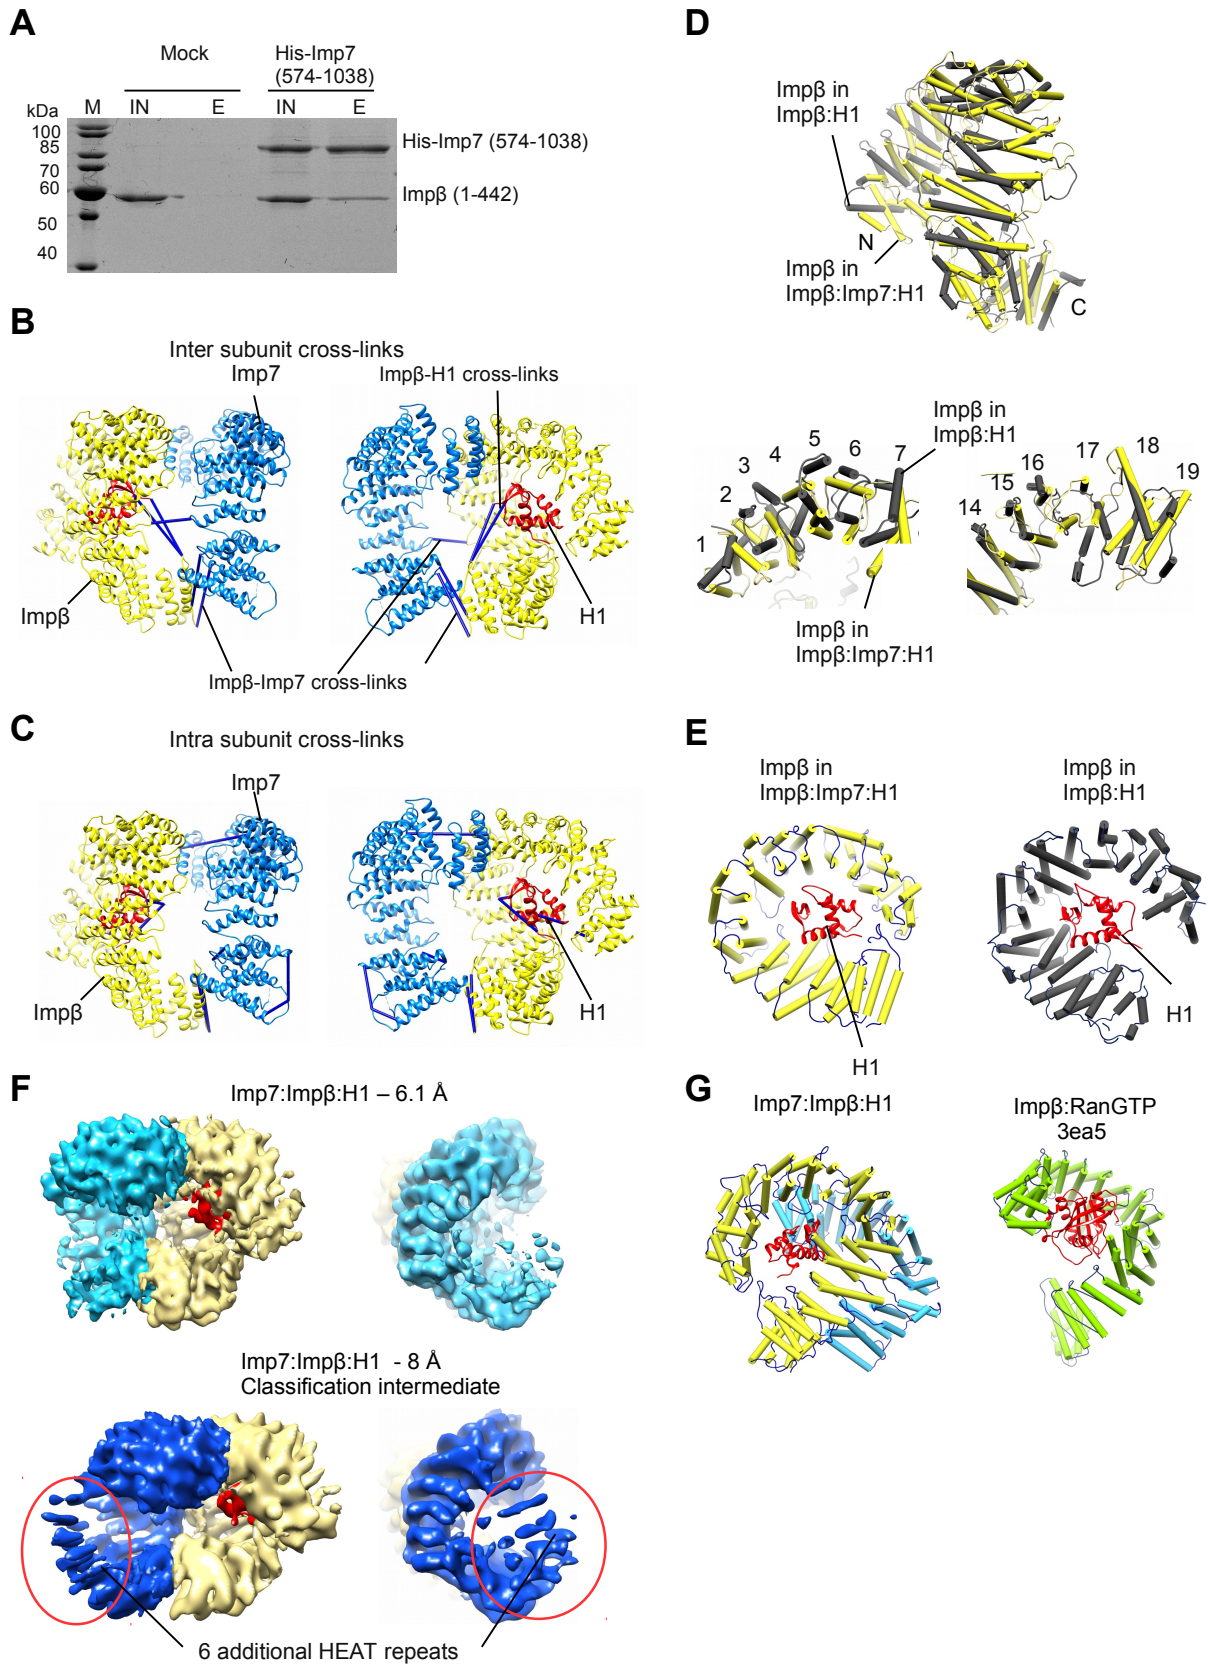 A
Mock
His-Imp7
(574-1038)
kDa
M
IN
E
IN
E
100
85
70
60
50
40
His-Imp7 (574-1038)
Impβ (1-442)
B
Inter subunit cross-links
Imp7
Impβ-H1 cross-links
Impβ
H1
Impβ-Imp7 cross-links
C
Intra subunit cross-links
Imp7
Impβ
H1
D
Impβ in
Impβ:H1
N
Impβ in
Impβ:Imp7:H1
C
Impβ in
Impβ:H1
1
2
3
4
5
6
7
14
15
16
17
18
19
Impβ in
Impβ:Imp7:H1
E
Impβ in
Impβ:Imp7:H1
Impβ in
Impβ:H1
H1
H1
F
Imp7:Impβ:H1 – 6.1 Å
Imp7:Impβ:H1 - 8 Å
Classification intermediate
6 additional HEAT repeats
G
Imp7:Impβ:H1
Impβ:RanGTP
3ea5